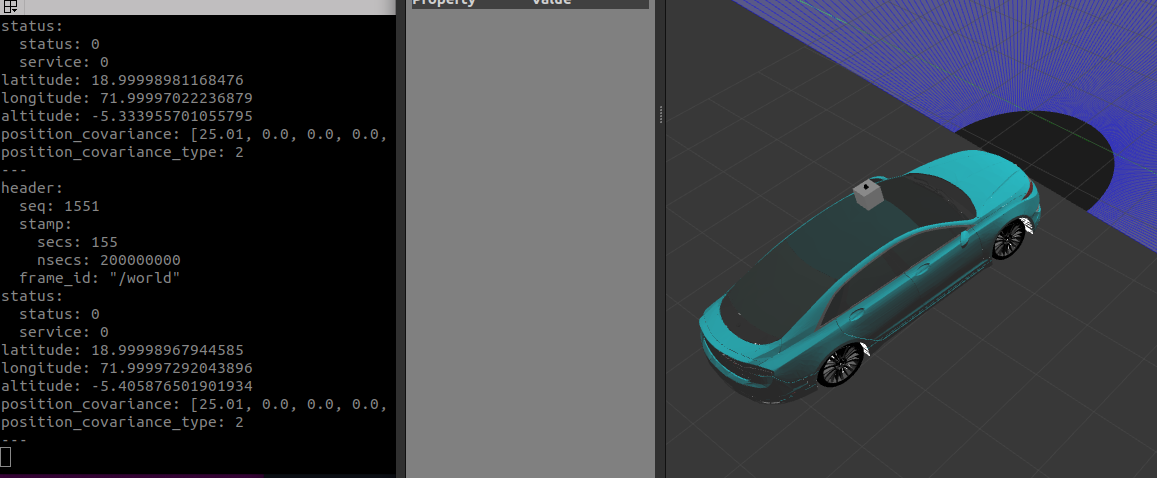 Property Value
status:
  status: 0
  service: 0
latitude: 18.99998981168476
longitude: 71.99997022236879
altitude: -5.333955701055795
position_covariance: [25.01, 0.0, 0.0, 0.0,
position_covariance_type: 2
---
header:
  seq: 1551
  stamp:
    secs: 155
    nsecs: 200000000
  frame_id: "/world"
status:
  status: 0
  service: 0
latitude: 18.99998967944585
longitude: 71.99997292043896
altitude: -5.405876501901934
position_covariance: [25.01, 0.0, 0.0, 0.0,
position_covariance_type: 2
---